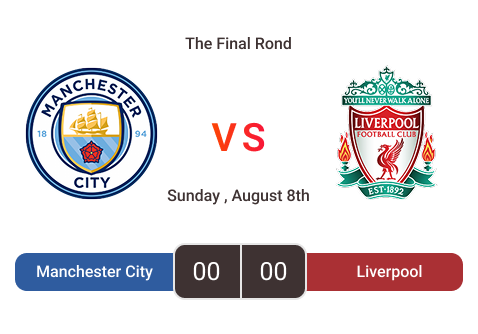 The Final Rond
MANCHESTER
18 94
CITY
YOU'LL NEVER WALK ALONE
LIVERPOOL
FOOTBALL CLUB
EST·1892
VS
Sunday , August 8th
Manchester City 00 00 Liverpool